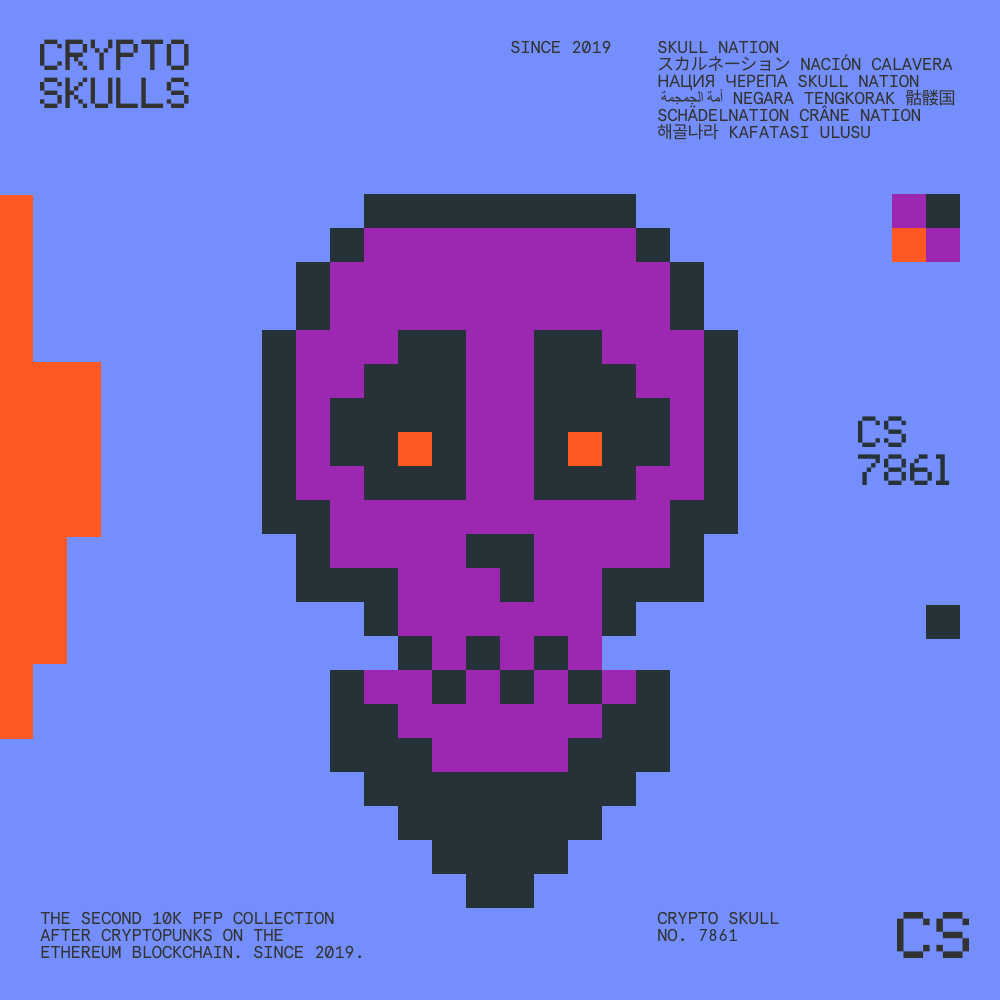 CRYPTO
SKULLS
SINCE 2019
SKULL NATION
スカルネーション NACIÓN CALAVERA
НАЦИЯ ЧЕРЕПА SKULL NATION
أمة الجمجمة NEGARA TENGKORAK 骷髅国
SCHÄDELNATION CRÂNE NATION
해골나라 KAFATASI ULUSU
CS
7861
THE SECOND 10K PFP COLLECTION
AFTER CRYPTOPUNKS ON THE
ETHEREUM BLOCKCHAIN. SINCE 2019.
CRYPTO SKULL
NO. 7861
CS